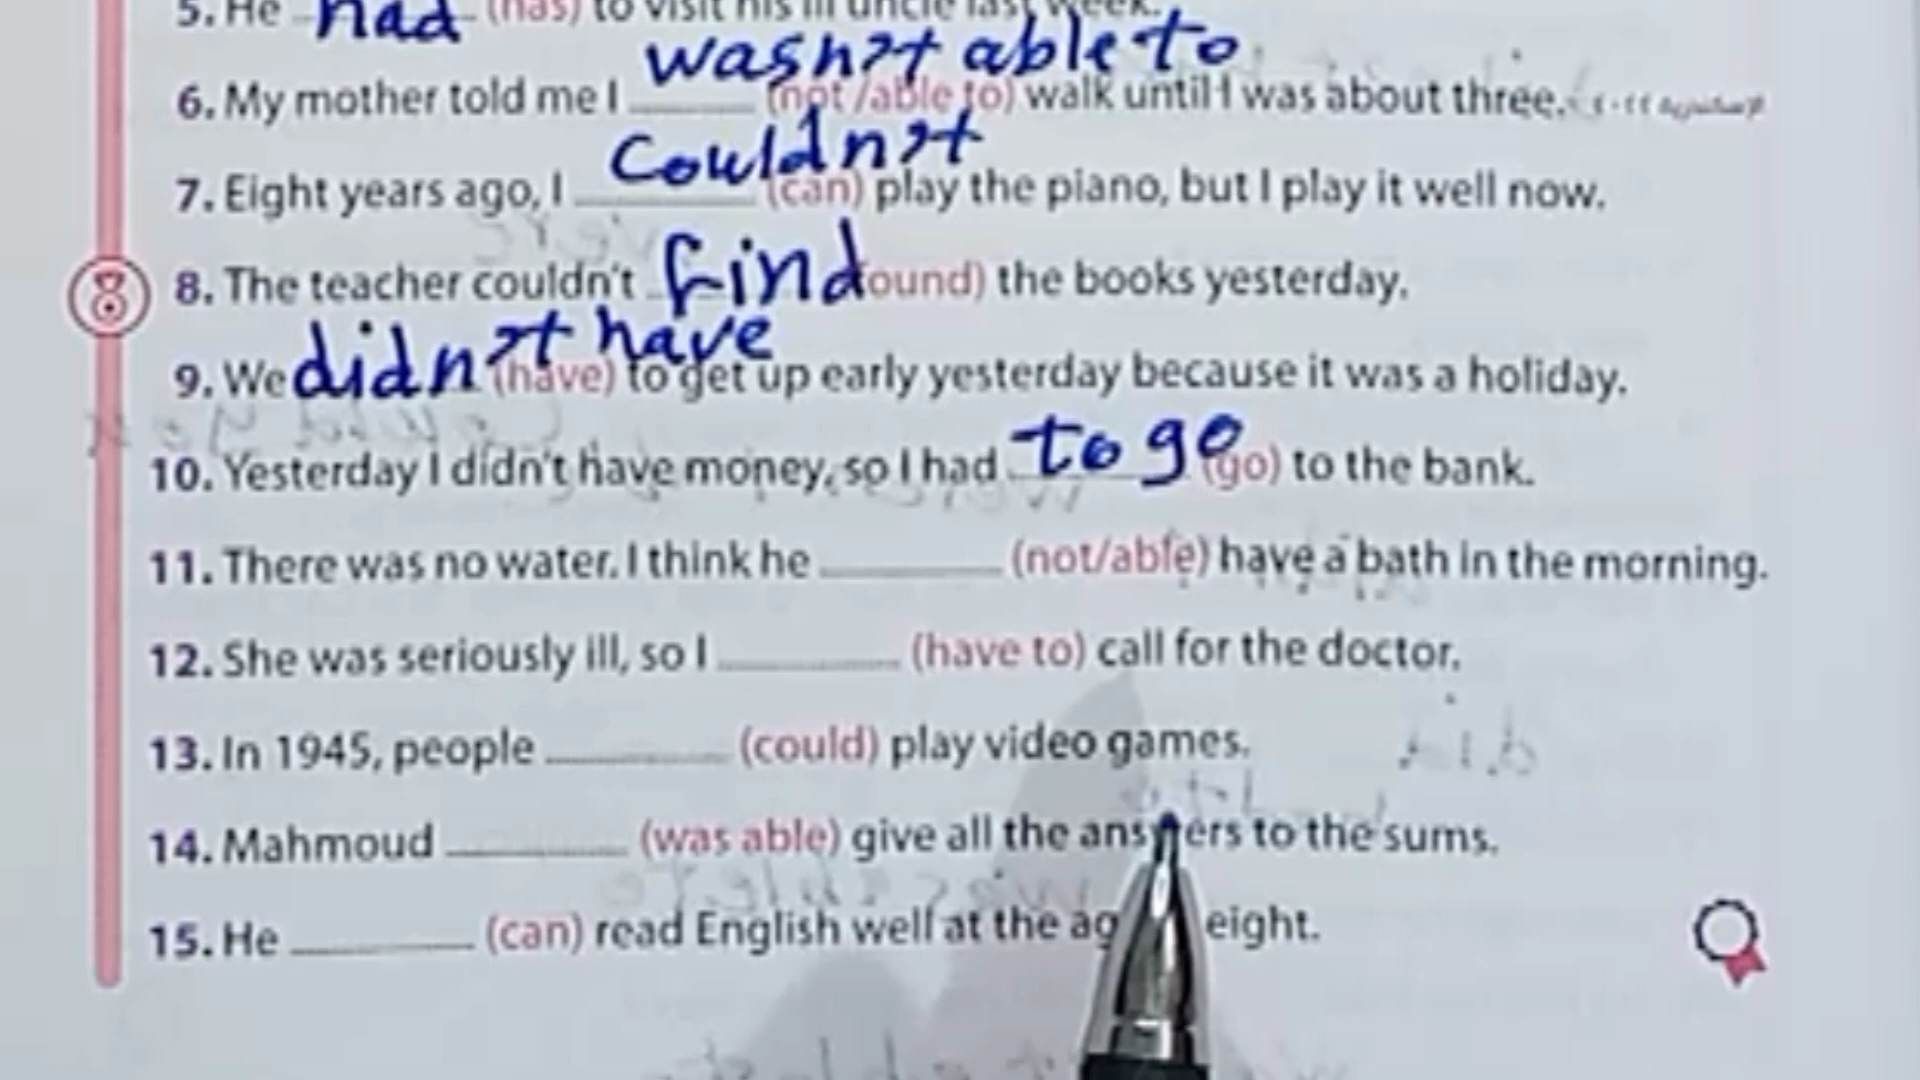 5. He had (has) to visit his ill uncle last week.
wasn't able to
6. My mother told me I ______ (not /able to) walk until I was about three. الإسكندرية ٢٠٢٢
couldn't
7. Eight years ago, I ______ (can) play the piano, but I play it well now.
8. The teacher couldn't find ound) the books yesterday.
9. We didn't have (have) to get up early yesterday because it was a holiday.
10. Yesterday I didn't have money, so I had to go (go) to the bank.
11. There was no water. I think he ______ (not/able) have a bath in the morning.
12. She was seriously ill, so I ______ (have to) call for the doctor.
13. In 1945, people ______ (could) play video games.
14. Mahmoud ______ (was able) give all the answers to the sums.
15. He ______ (can) read English well at the ag eight.